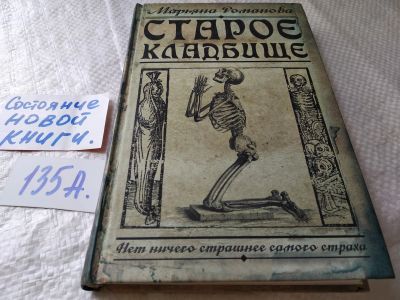 Марьяна Романова
СТАРОЕ
КЛАДБИЩЕ
Состояние
НОВОЙ
КНИГИ.
135А.
Нет ничего страшнее самого страха